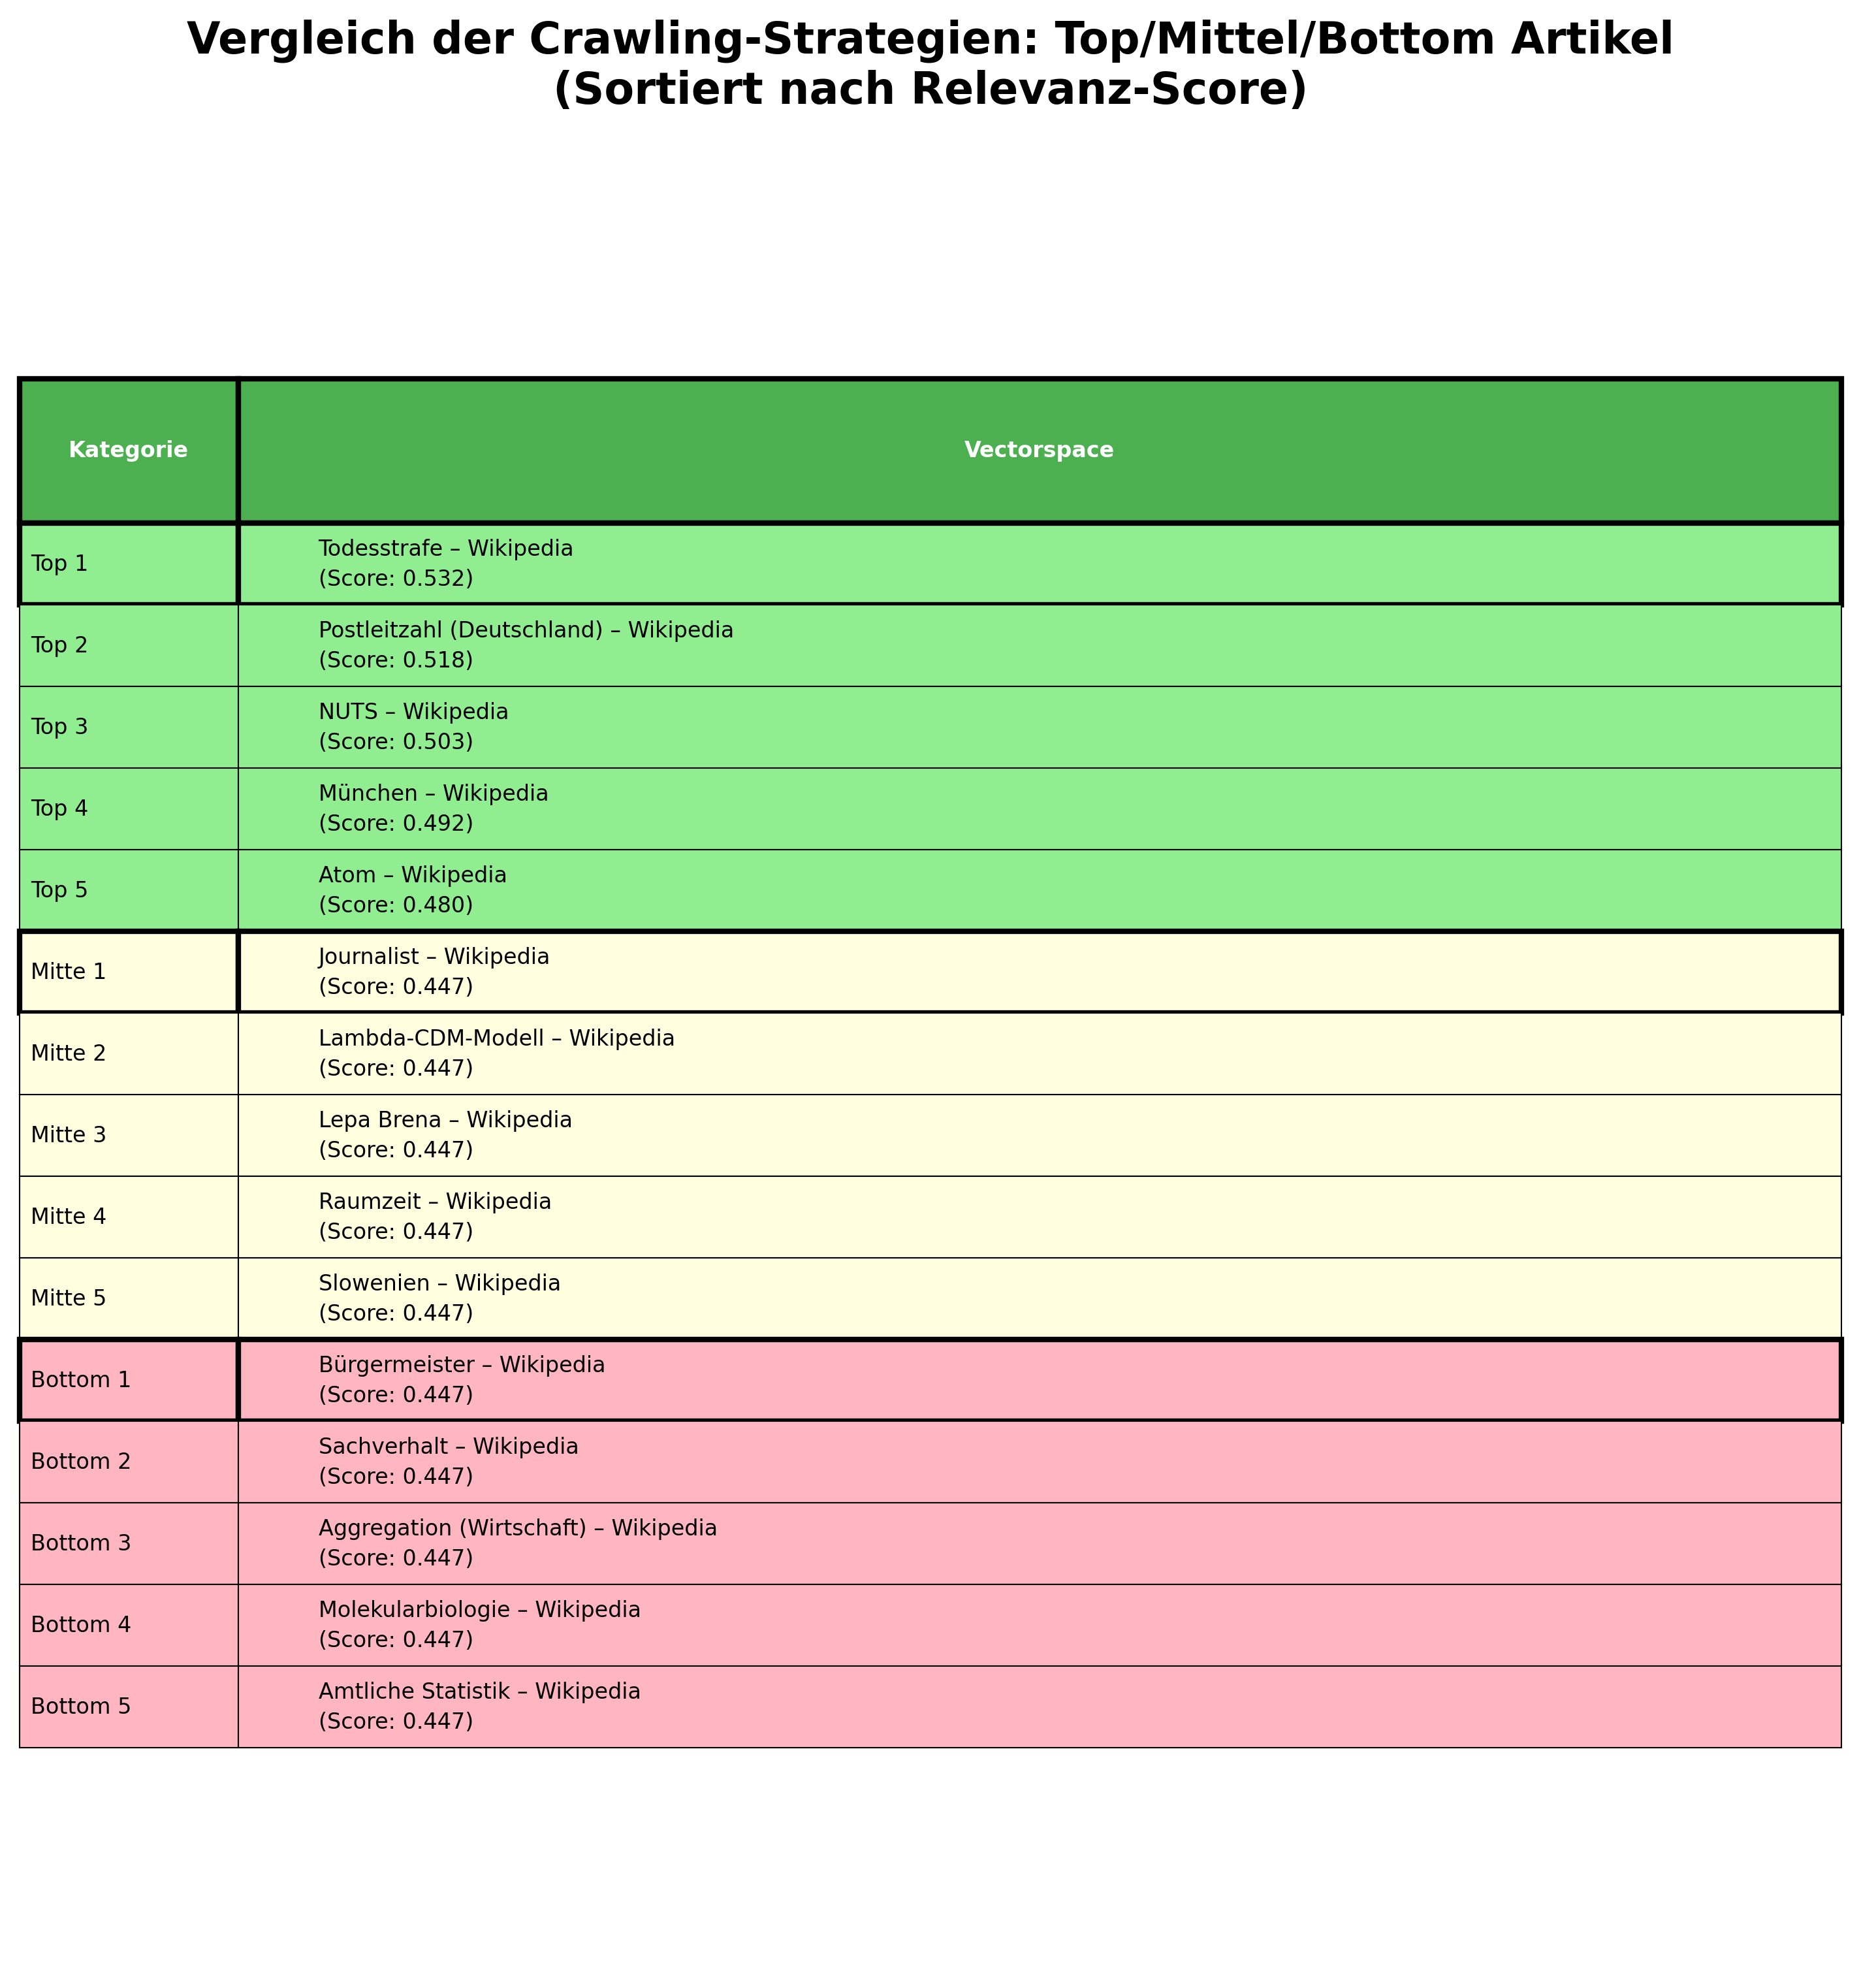 Vergleich der Crawling-Strategien: Top/Mittel/Bottom Artikel
(Sortiert nach Relevanz-Score)
Kategorie
Vectorspace
Top 1
Todesstrafe – Wikipedia
(Score: 0.532)
Top 2
Postleitzahl (Deutschland) – Wikipedia
(Score: 0.518)
Top 3
NUTS – Wikipedia
(Score: 0.503)
Top 4
München – Wikipedia
(Score: 0.492)
Top 5
Atom – Wikipedia
(Score: 0.480)
Mitte 1
Journalist – Wikipedia
(Score: 0.447)
Mitte 2
Lambda-CDM-Modell – Wikipedia
(Score: 0.447)
Mitte 3
Lepa Brena – Wikipedia
(Score: 0.447)
Mitte 4
Raumzeit – Wikipedia
(Score: 0.447)
Mitte 5
Slowenien – Wikipedia
(Score: 0.447)
Bottom 1
Bürgermeister – Wikipedia
(Score: 0.447)
Bottom 2
Sachverhalt – Wikipedia
(Score: 0.447)
Bottom 3
Aggregation (Wirtschaft) – Wikipedia
(Score: 0.447)
Bottom 4
Molekularbiologie – Wikipedia
(Score: 0.447)
Bottom 5
Amtliche Statistik – Wikipedia
(Score: 0.447)